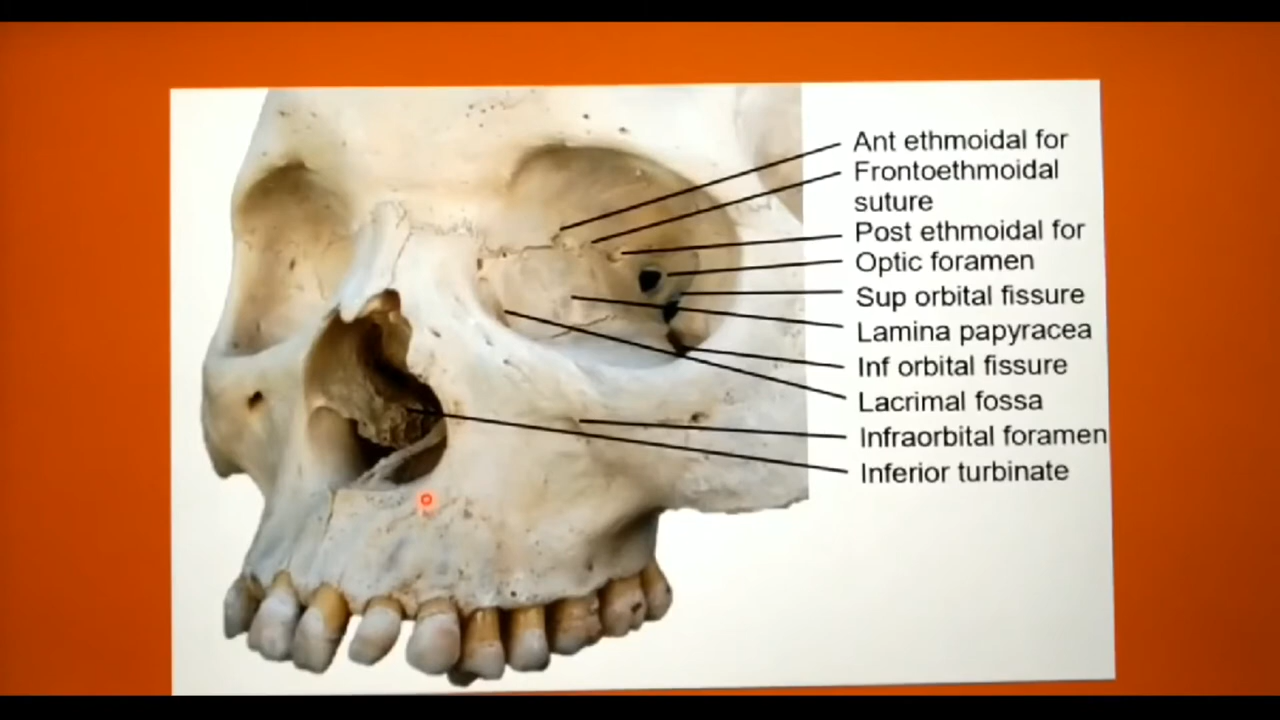 Ant ethmoidal for
Frontoethmoidal
suture
Post ethmoidal for
Optic foramen
Sup orbital fissure
Lamina papyracea
Inf orbital fissure
Lacrimal fossa
Infraorbital foramen
Inferior turbinate